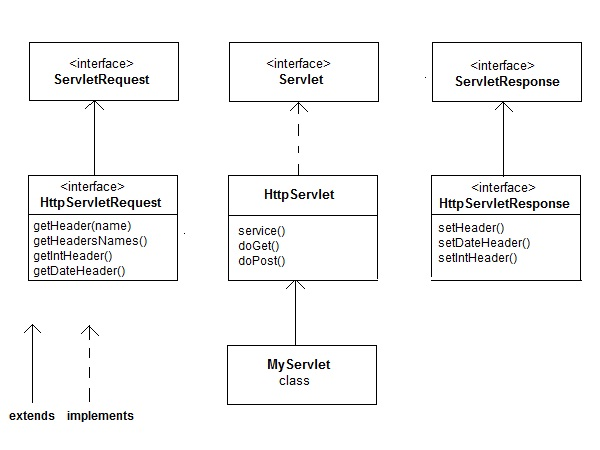 <interface>
ServletRequest
<interface>
Servlet
<interface>
ServletResponse
<interface>
HttpServletRequest
getHeader(name)
getHeadersNames()
getIntHeader()
getDateHeader()
HttpServlet
service()
doGet()
doPost()
<interface>
HttpServletResponse
setHeader()
setDateHeader()
setIntHeader()
MyServlet
class
extends
implements